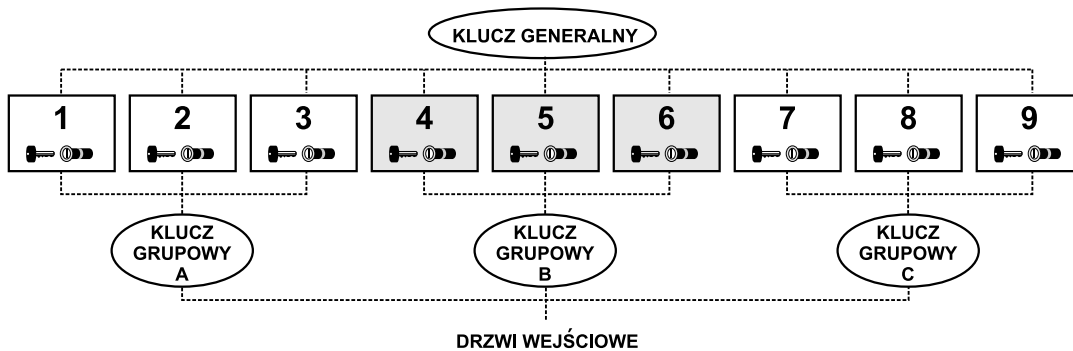 KLUCZ GENERALNY
1 2 3 4 5 6 7 8 9
KLUCZ
GRUPOWY
A
KLUCZ
GRUPOWY
B
KLUCZ
GRUPOWY
C
DRZWI WEJŚCIOWE